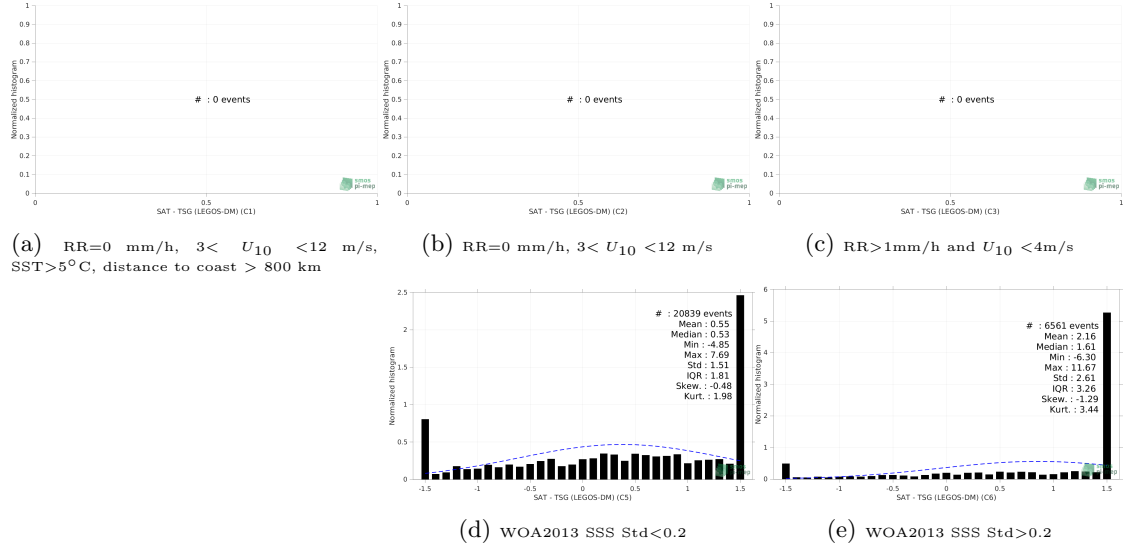 1
0.9
0.8
0.7
0.6
0.5
0.4
0.3
0.2
0.1
0
Normalized histogram
# : 0 events
smos
pi-mep
0 0.5 1
SAT - TSG (LEGOS-DM) (C1)
(a) RR=0 mm/h, 3< U10 <12 m/s,
SST>5°C, distance to coast > 800 km
1
0.9
0.8
0.7
0.6
0.5
0.4
0.3
0.2
0.1
0
Normalized histogram
# : 0 events
smos
pi-mep
0 0.5 1
SAT - TSG (LEGOS-DM) (C2)
(b) RR=0 mm/h, 3< U10 <12 m/s
1
0.9
0.8
0.7
0.6
0.5
0.4
0.3
0.2
0.1
0
Normalized histogram
# : 0 events
smos
pi-mep
0 0.5 1
SAT - TSG (LEGOS-DM) (C3)
(c) RR>1mm/h and U10 <4m/s
2.5
2
1.5
1
0.5
0
Normalized histogram
# : 20839 events
Mean : 0.55
Median : 0.53
Min : -4.85
Max : 7.69
Std : 1.51
IQR : 1.81
Skew. : -0.48
Kurt. : 1.98
smos
pi-mep
-1.5 -1 -0.5 0 0.5 1 1.5
SAT - TSG (LEGOS-DM) (C5)
(d) WOA2013 SSS Std<0.2
6
5
4
3
2
1
0
Normalized histogram
# : 6561 events
Mean : 2.16
Median : 1.61
Min : -6.30
Max : 11.67
Std : 2.61
IQR : 3.26
Skew. : -1.29
Kurt. : 3.44
smos
pi-mep
-1.5 -1 -0.5 0 0.5 1 1.5
SAT - TSG (LEGOS-DM) (C6)
(e) WOA2013 SSS Std>0.2